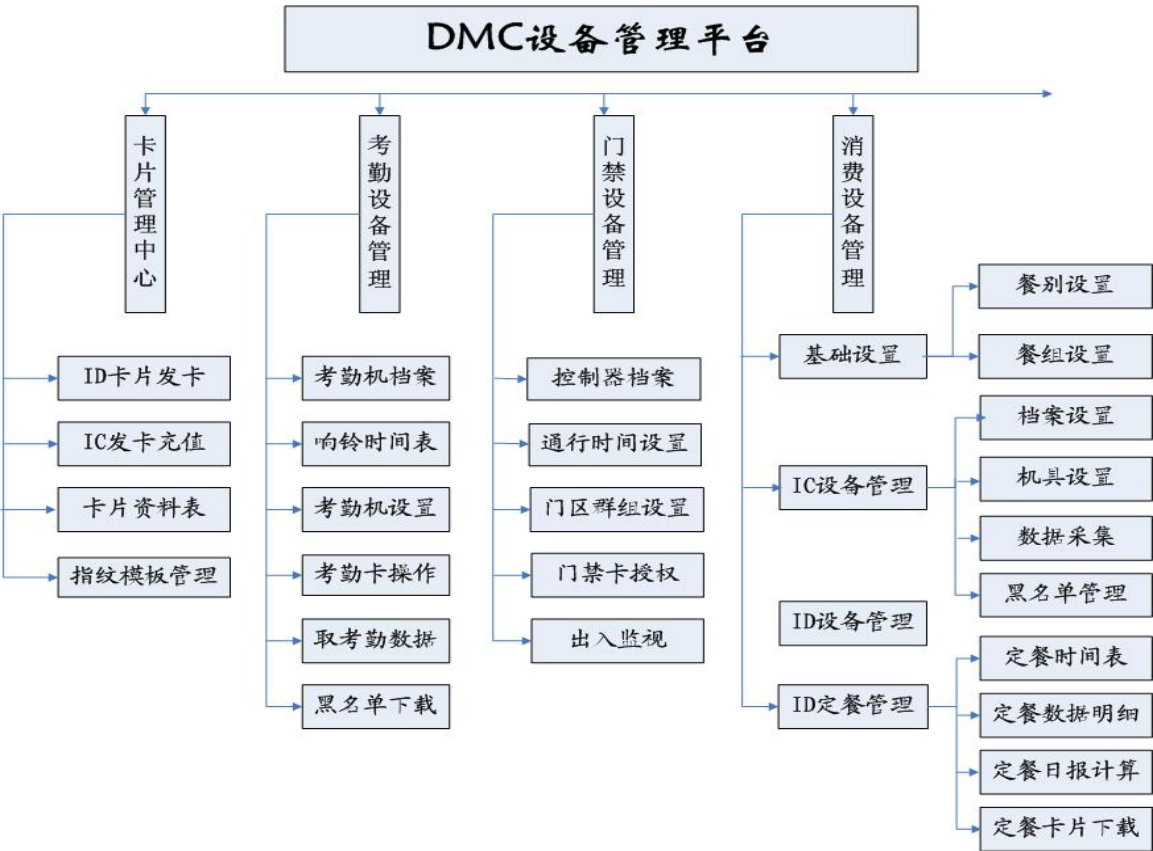 DMC设备管理平台
卡片管理中心
考勤设备管理
门禁设备管理
消费设备管理
ID卡片发卡
IC发卡充值
卡片资料表
指纹模板管理
考勤机档案
响铃时间表
考勤机设置
考勤卡操作
取考勤数据
黑名单下载
控制器档案
通行时间设置
门区群组设置
门禁卡授权
出入监视
基础设置
餐别设置
餐组设置
IC设备管理
档案设置
机具设置
数据采集
黑名单管理
ID设备管理
ID定餐管理
定餐时间表
定餐数据明细
定餐日报计算
定餐卡片下载